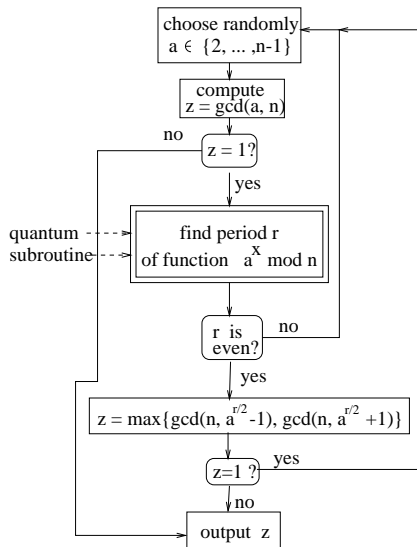 choose randomly
a ∈ {2, ... ,n-1}
compute
z = gcd(a, n)
no
z = 1?
yes
quantum
subroutine
find period r
of function a^x mod n
r is
even?
no
yes
z = max{gcd(n, a^r/2 -1), gcd(n, a^r/2 +1)}
z=1 ?
yes
no
output z